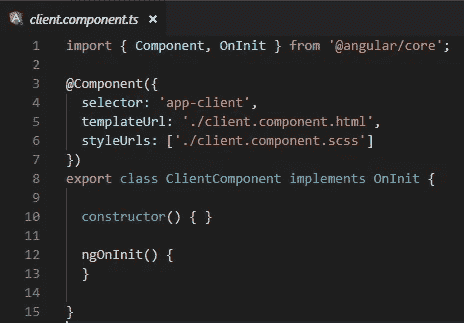 client.component.ts ×
1 import { Component, OnInit } from '@angular/core';
2
3 @Component({
4 selector: 'app-client',
5 templateUrl: './client.component.html',
6 styleUrls: ['./client.component.scss']
7 })
8 export class ClientComponent implements OnInit {
9
10 constructor() { }
11
12 ngOnInit() {
13 }
14
15 }